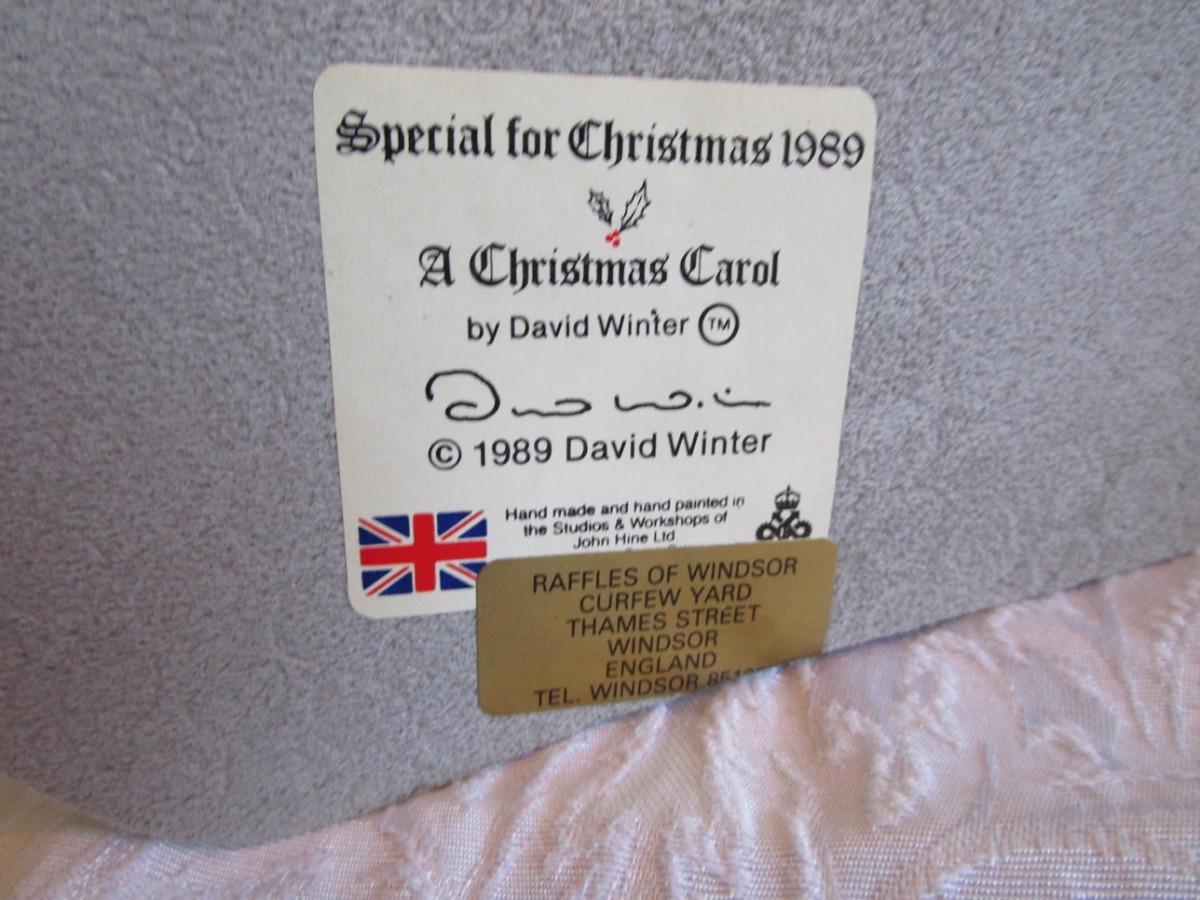 Special for Christmas 1989
A Christmas Carol
by David Winter TM
© 1989 David Winter
Hand made and hand painted in
the Studios & Workshops of
John Hine Ltd
RAFFLES OF WINDSOR
CURFEW YARD
THAMES STREET
WINDSOR
ENGLAND
TEL. WINDSOR